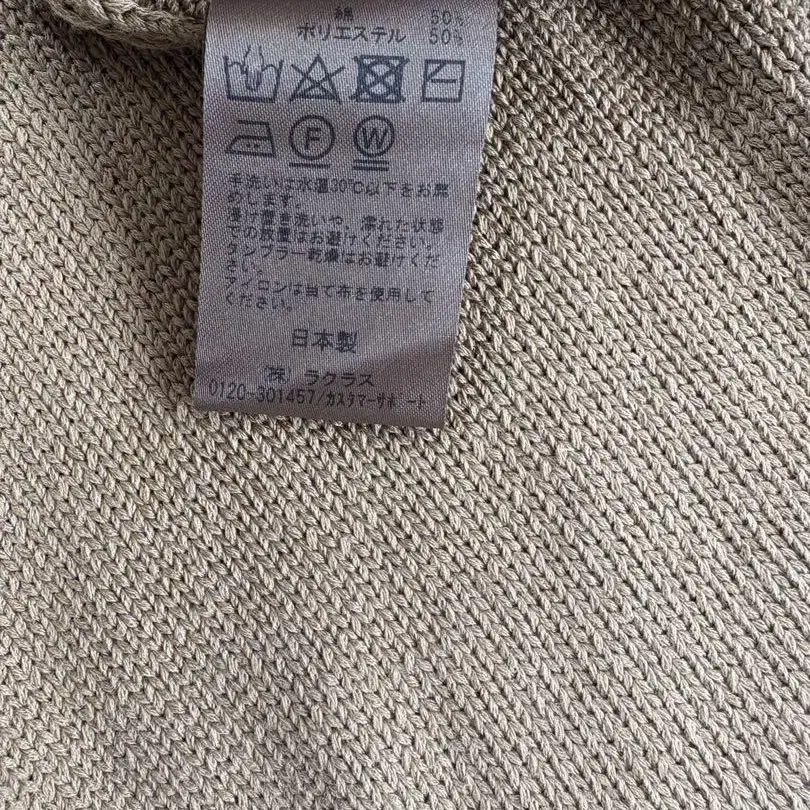 綿 50%
ポリエステル 50%
F W
手洗いは水温30℃以下をお薦
めします。
浸け置き洗いや、濡れた状態
での放置はお避けください。
タンブラー乾燥はお避けくだ
さい。
アイロンは当て布を使用して
ください。
日本製
(株) ラクラス
0120-301457/カスタマーサポート